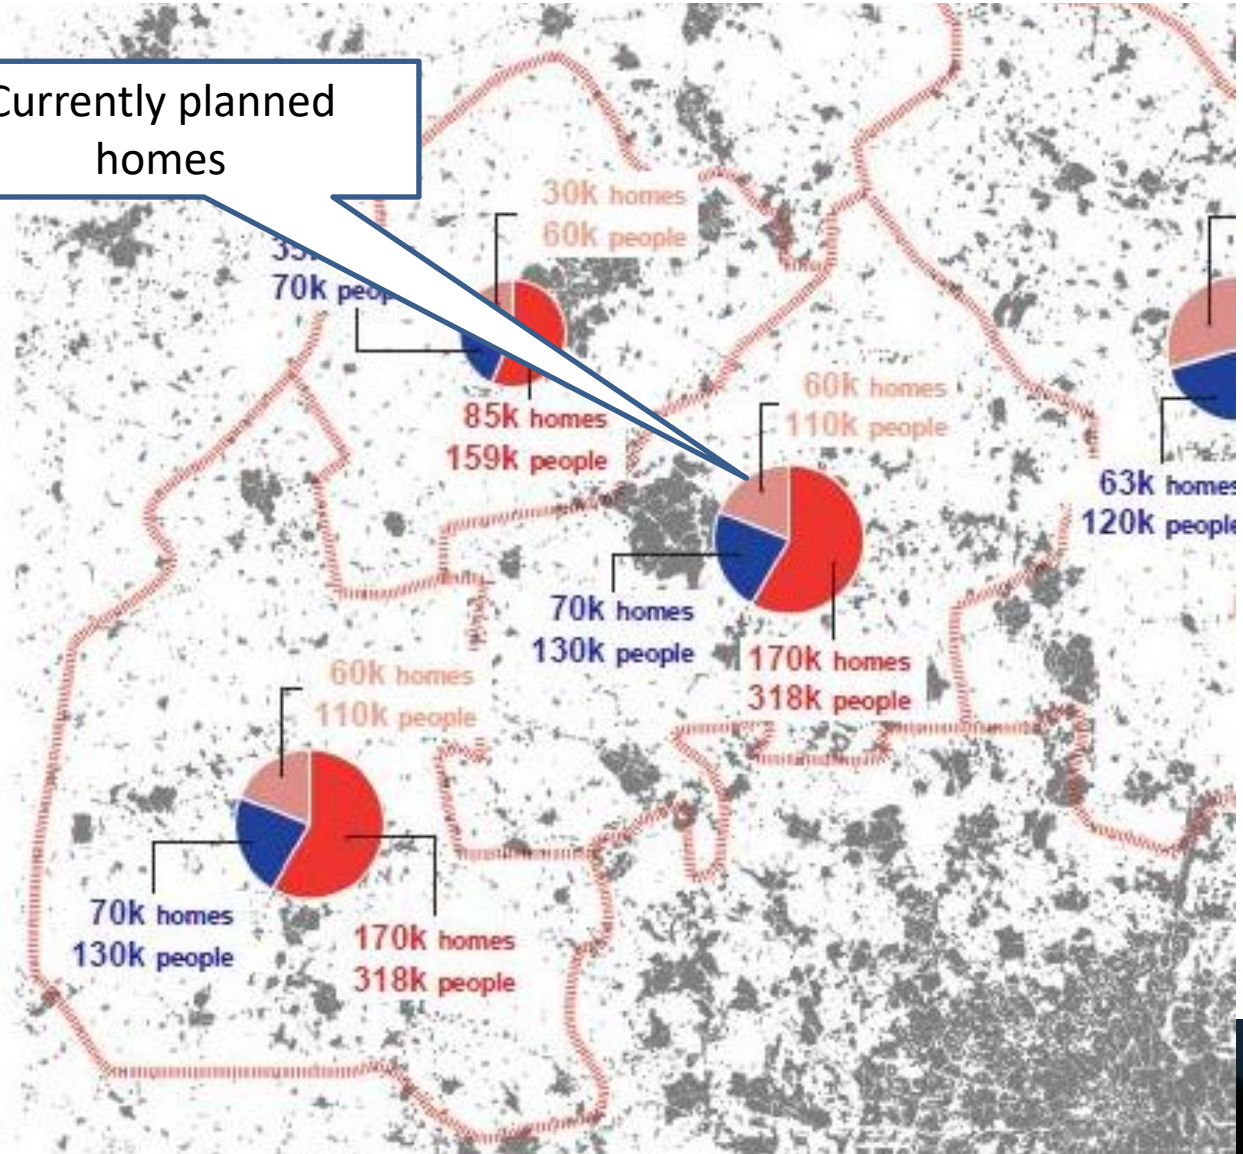 Currently planned
homes
30k homes
60k people
70k
85k homes
159k people
60k homes
110k people
70k homes
130k people
170k homes
318k people
63k homes
120k people
60k homes
110k people
70k homes
130k people
170k homes
318k people